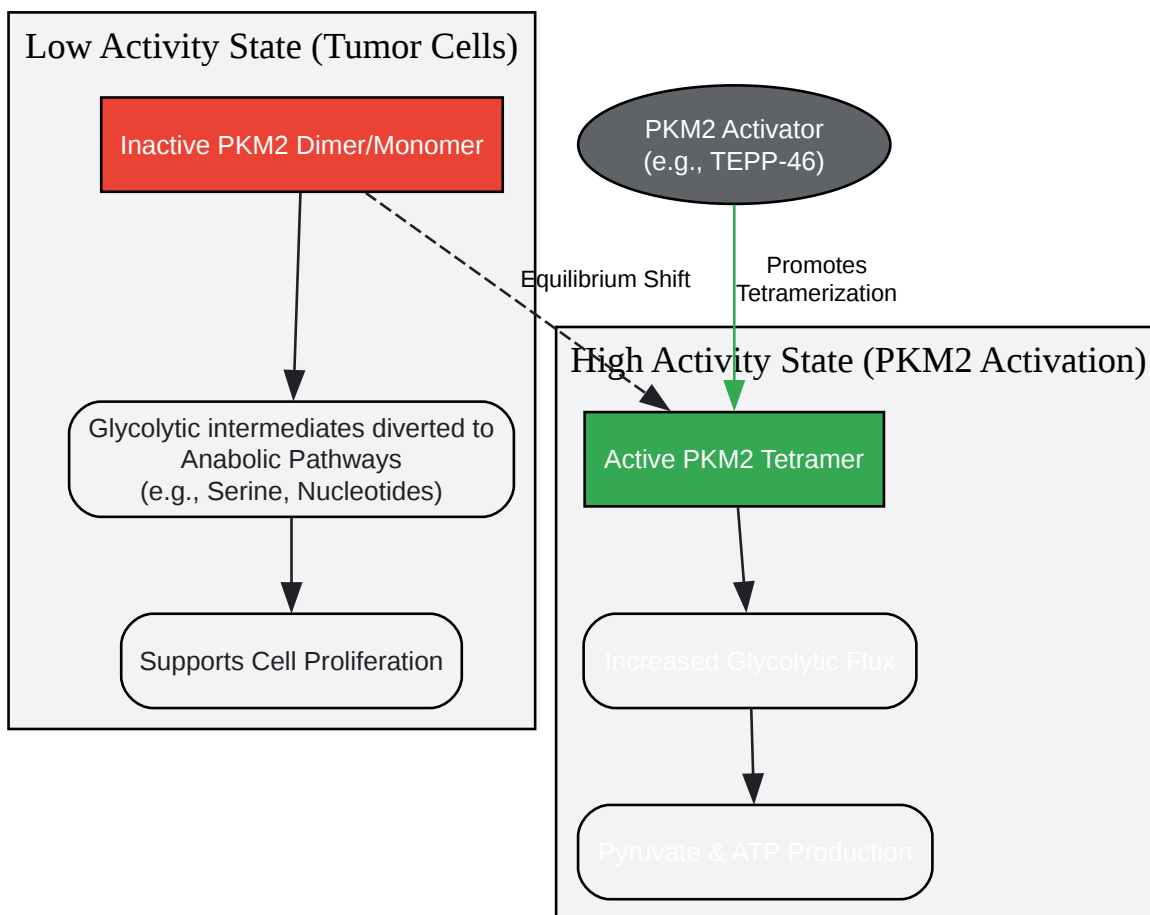 Low Activity State (Tumor Cells)
Inactive PKM2 Dimer/Monomer
PKM2 Activator
(e.g., TEPP-46)
Equilibrium Shift
Promotes
Tetramerization
High Activity State (PKM2 Activation)
Glycolytic intermediates diverted to
Anabolic Pathways
(e.g., Serine, Nucleotides)
Active PKM2 Tetramer
Supports Cell Proliferation
Increased Glycolytic Flux
Pyruvate & ATP Production